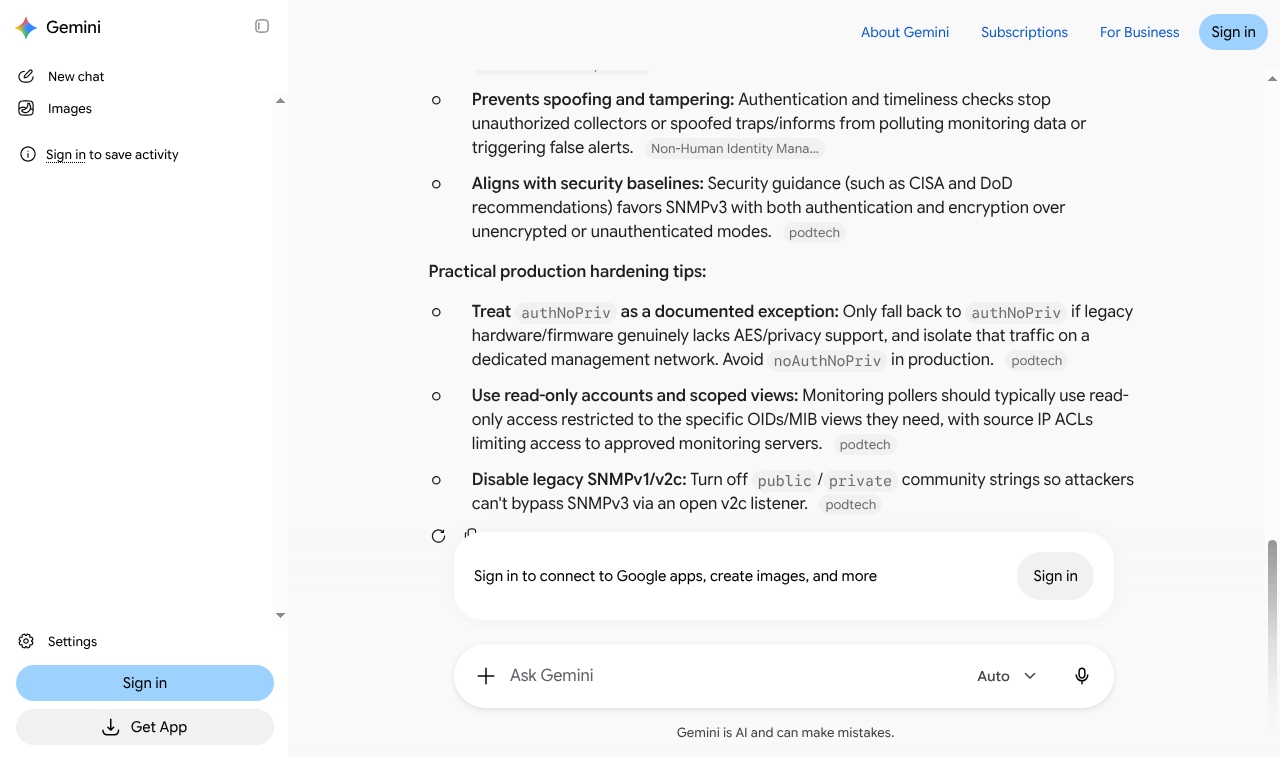 Gemini
New chat
Images
Sign in to save activity
Settings
Sign in
Get App
About Gemini
Subscriptions
For Business
Sign in
Prevents spoofing and tampering: Authentication and timeliness checks stop
unauthorized collectors or spoofed traps/informs from polluting monitoring data or
triggering false alerts. Non-Human Identity Mana...
Aligns with security baselines: Security guidance (such as CISA and DoD
recommendations) favors SNMPv3 with both authentication and encryption over
unencrypted or unauthenticated modes. podtech
Practical production hardening tips:
Treat authNoPriv as a documented exception: Only fall back to authNoPriv if legacy
hardware/firmware genuinely lacks AES/privacy support, and isolate that traffic on a
dedicated management network. Avoid noAuthNoPriv in production. podtech
Use read-only accounts and scoped views: Monitoring pollers should typically use read-
only access restricted to the specific OIDs/MIB views they need, with source IP ACLs
limiting access to approved monitoring servers. podtech
Disable legacy SNMPv1/v2c: Turn off public/private community strings so attackers
can't bypass SNMPv3 via an open v2c listener. podtech
Sign in to connect to Google apps, create images, and more
Sign in
Ask Gemini
Auto
Gemini is AI and can make mistakes.